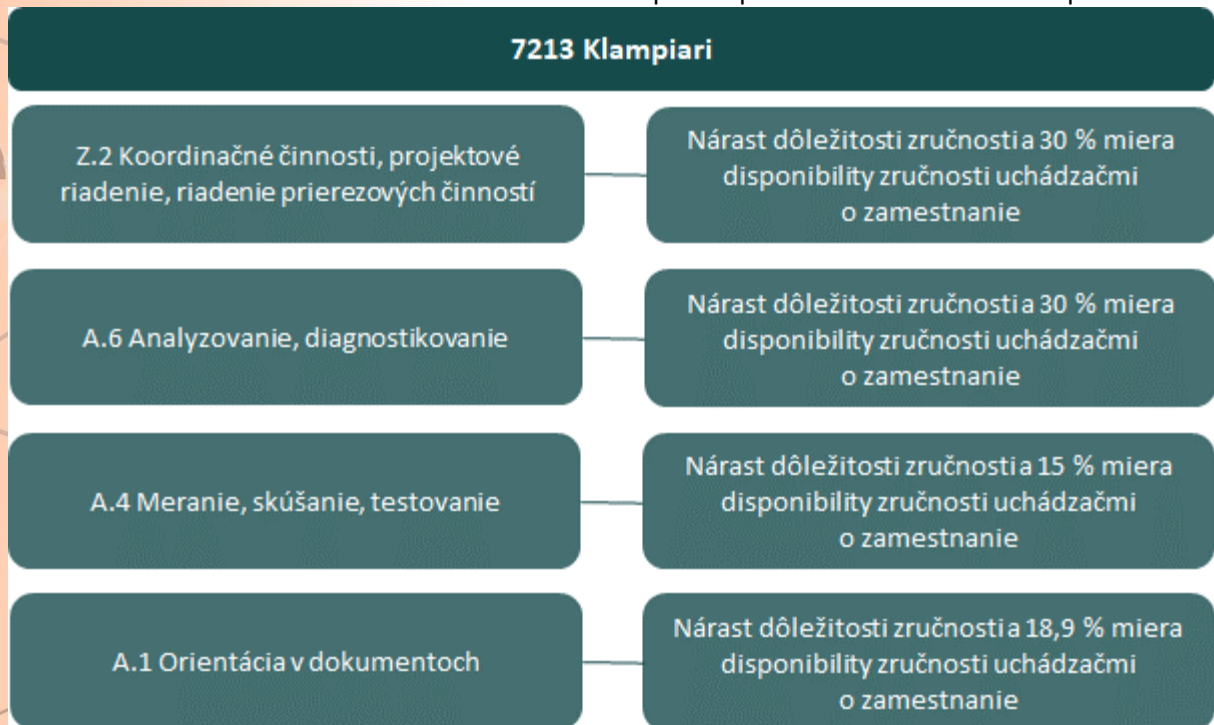 7213 Klampiari
Z.2 Koordinačné činnosti, projektové
riadenie, riadenie prierezových činností
Nárast dôležitosti zručnosti a 30 % miera
disponibility zručnosti uchádzačmi
o zamestnanie
A.6 Analyzovanie, diagnostikovanie
Nárast dôležitosti zručnosti a 30 % miera
disponibility zručnosti uchádzačmi
o zamestnanie
A.4 Meranie, skúšanie, testovanie
Nárast dôležitosti zručnosti a 15 % miera
disponibility zručnosti uchádzačmi
o zamestnanie
A.1 Orientácia v dokumentoch
Nárast dôležitosti zručnosti a 18,9 % miera
disponibility zručnosti uchádzačmi
o zamestnanie